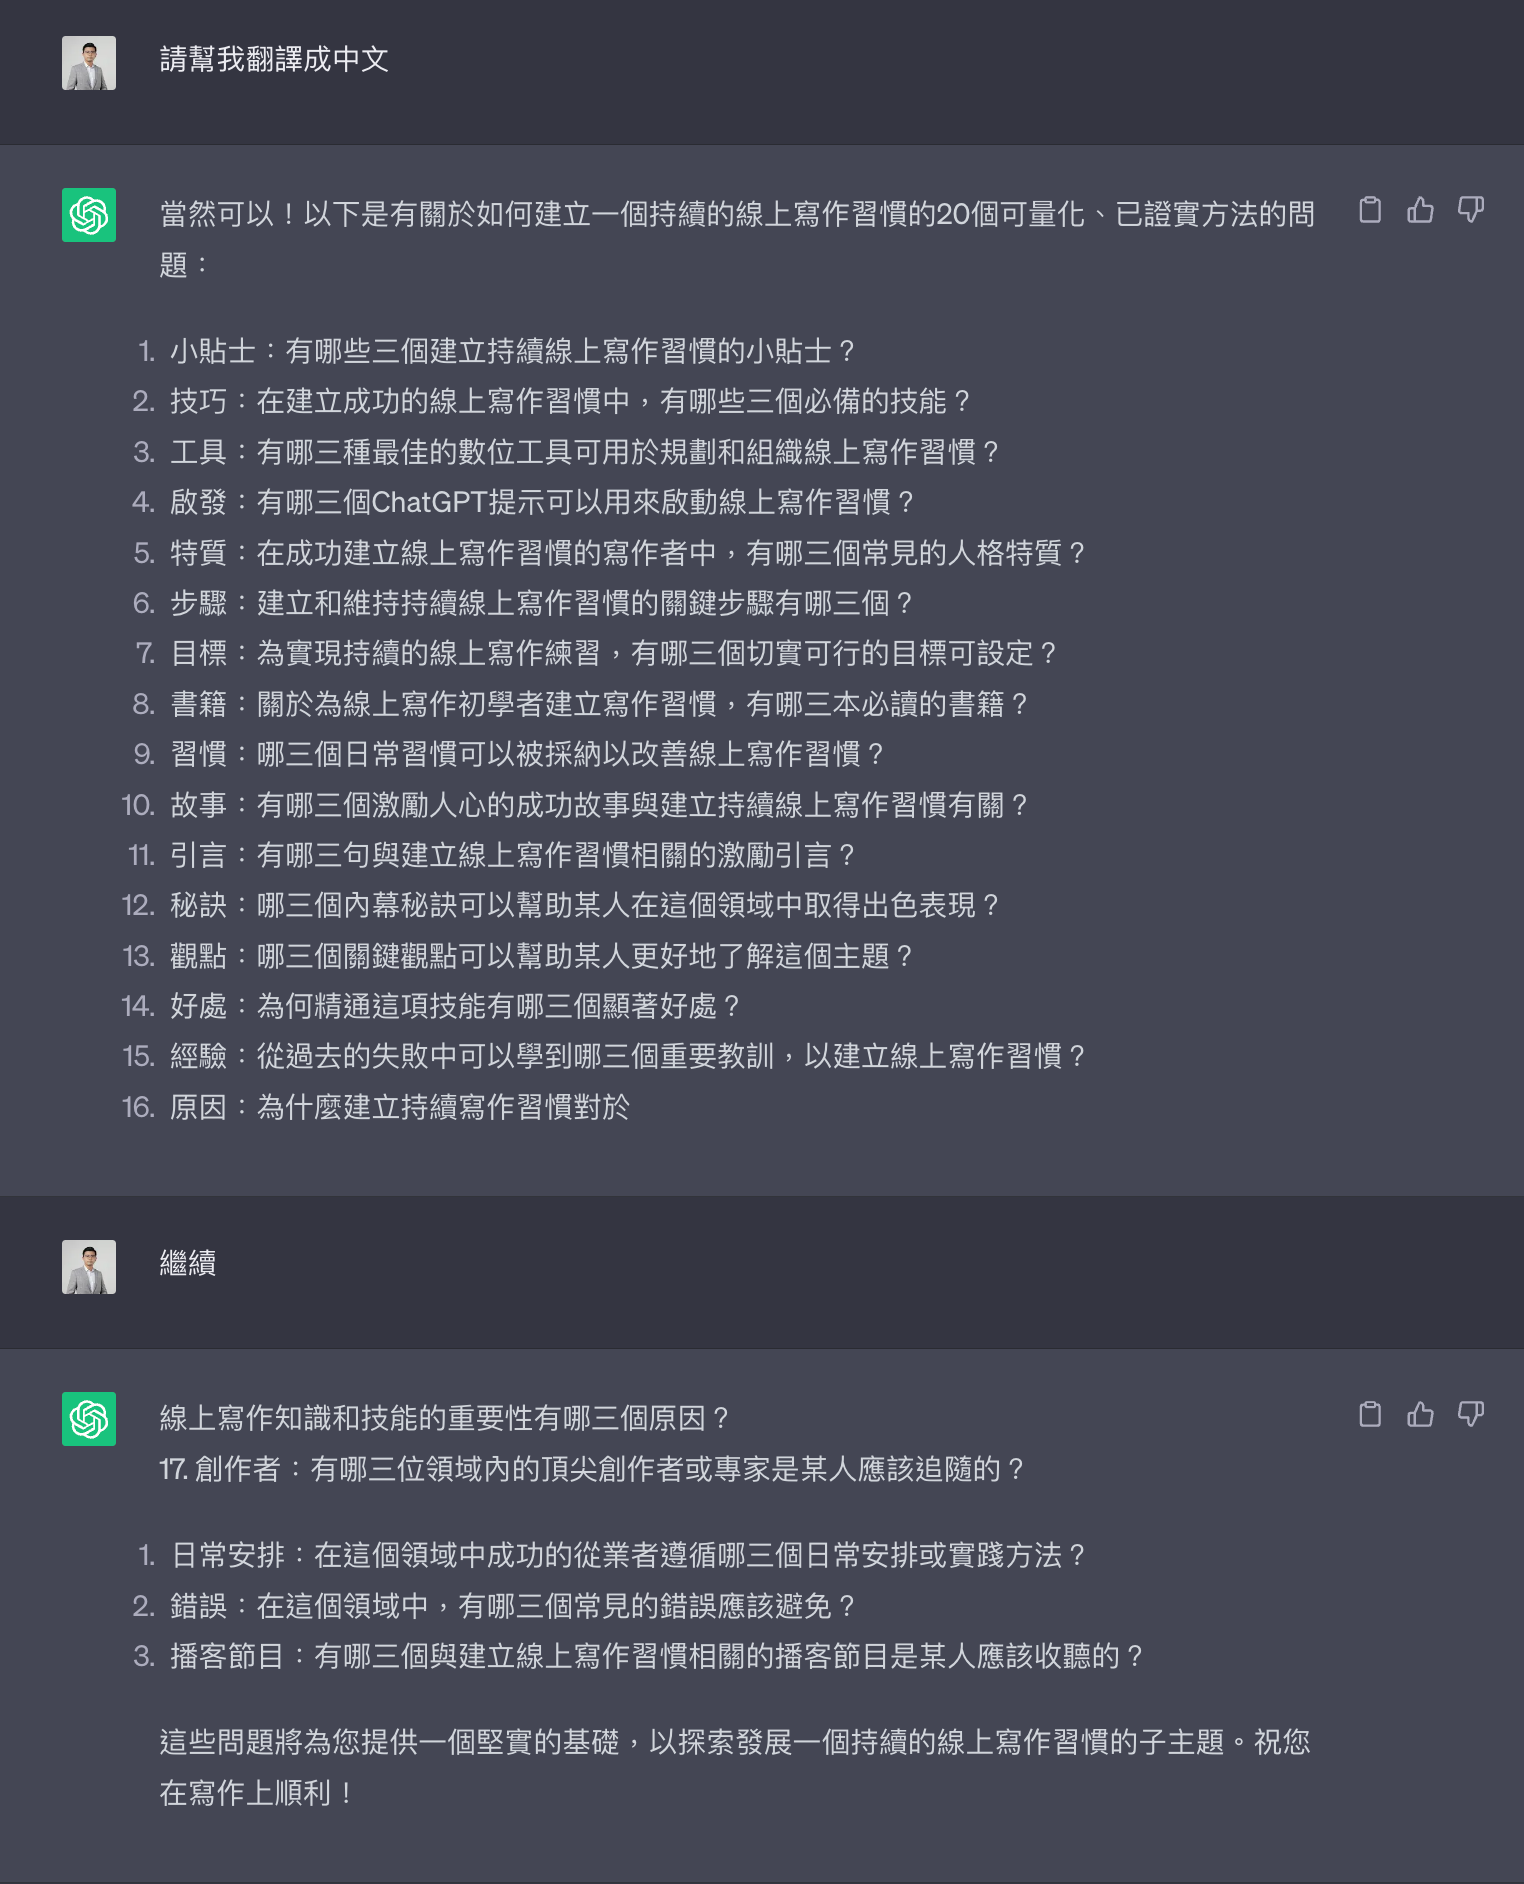 請幫我翻譯成中文
當然可以！以下是有關於如何建立一個持續的線上寫作習慣的20個可量化、已證實方法的問
題：
1. 小貼士：有哪些三個建立持續線上寫作習慣的小貼士？
2. 技巧：在建立成功的線上寫作習慣中，有哪些三個必備的技能？
3. 工具：有哪三種最佳的數位工具可用於規劃和組織線上寫作習慣？
4. 啟發：有哪三個ChatGPT提示可以用來啟動線上寫作習慣？
5. 特質：在成功建立線上寫作習慣的寫作者中，有哪三個常見的人格特質？
6. 步驟：建立和維持持續線上寫作習慣的關鍵步驟有哪三個？
7. 目標：為實現持續的線上寫作練習，有哪三個切實可行的目標可設定？
8. 書籍：關於為線上寫作初學者建立寫作習慣，有哪三本必讀的書籍？
9. 習慣：哪三個日常習慣可以被採納以改善線上寫作習慣？
10. 故事：有哪三個激勵人心的成功故事與建立持續線上寫作習慣有關？
11. 引言：有哪三句與建立線上寫作習慣相關的激勵引言？
12. 秘訣：哪三個內幕秘訣可以幫助某人在這個領域中取得出色表現？
13. 觀點：哪三個關鍵觀點可以幫助某人更好地了解這個主題？
14. 好處：為何精通這項技能有哪三個顯著好處？
15. 經驗：從過去的失敗中可以學到哪三個重要教訓，以建立線上寫作習慣？
16. 原因：為什麼建立持續寫作習慣對於
繼續
線上寫作知識和技能的重要性有哪三個原因？
17. 創作者：有哪三位領域內的頂尖創作者或專家是某人應該追隨的？
1. 日常安排：在這個領域中成功的從業者遵循哪三個日常安排或實踐方法？
2. 錯誤：在這個領域中，有哪三個常見的錯誤應該避免？
3. 播客節目：有哪三個與建立線上寫作習慣相關的播客節目是某人應該收聽的？
這些問題將為您提供一個堅實的基礎，以探索發展一個持續的線上寫作習慣的子主題。祝您
在寫作上順利！